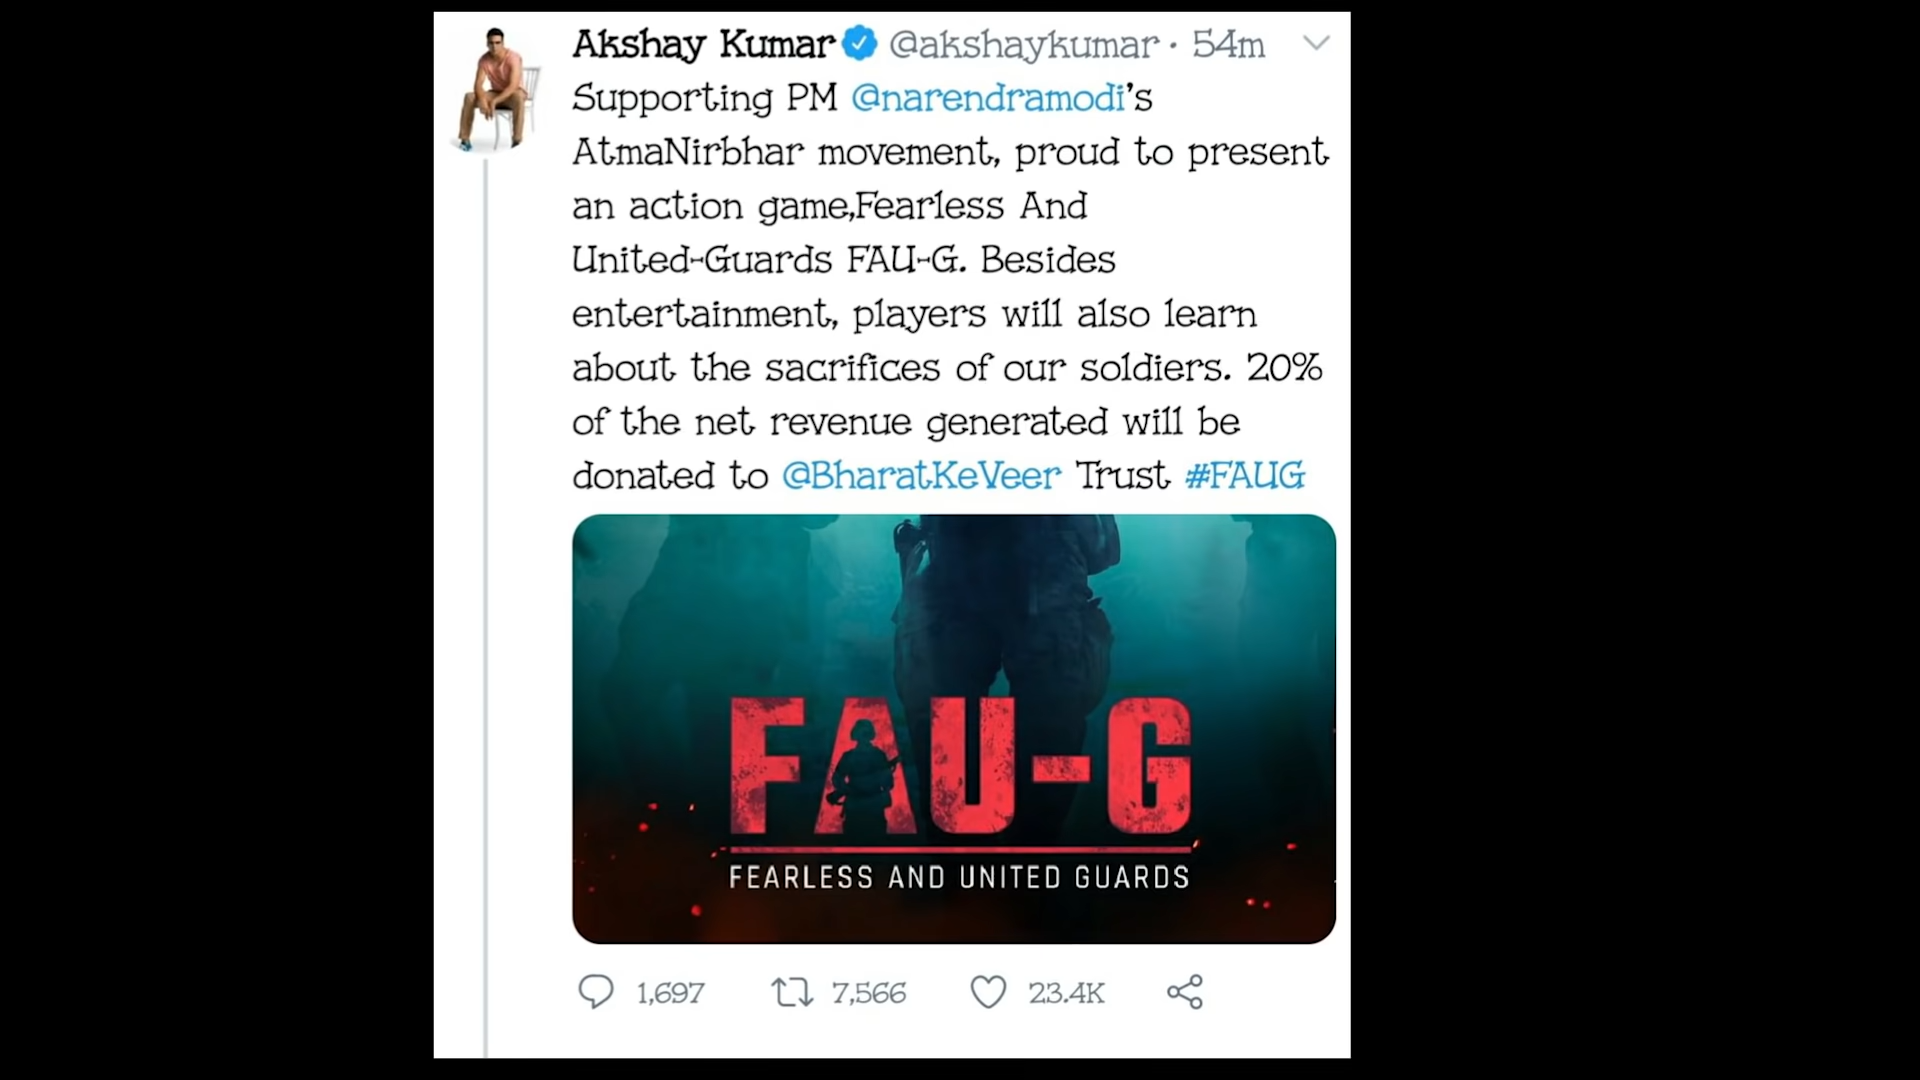 Akshay Kumar @akshaykumar · 54m
Supporting PM @narendramodi's
AtmaNirbhar movement, proud to present
an action game,Fearless And
United-Guards FAU-G. Besides
entertainment, players will also learn
about the sacrifices of our soldiers. 20%
of the net revenue generated will be
donated to @BharatKeVeer Trust #FAUG
FAU-G
FEARLESS AND UNITED GUARDS
1,697 7,566 23.4K